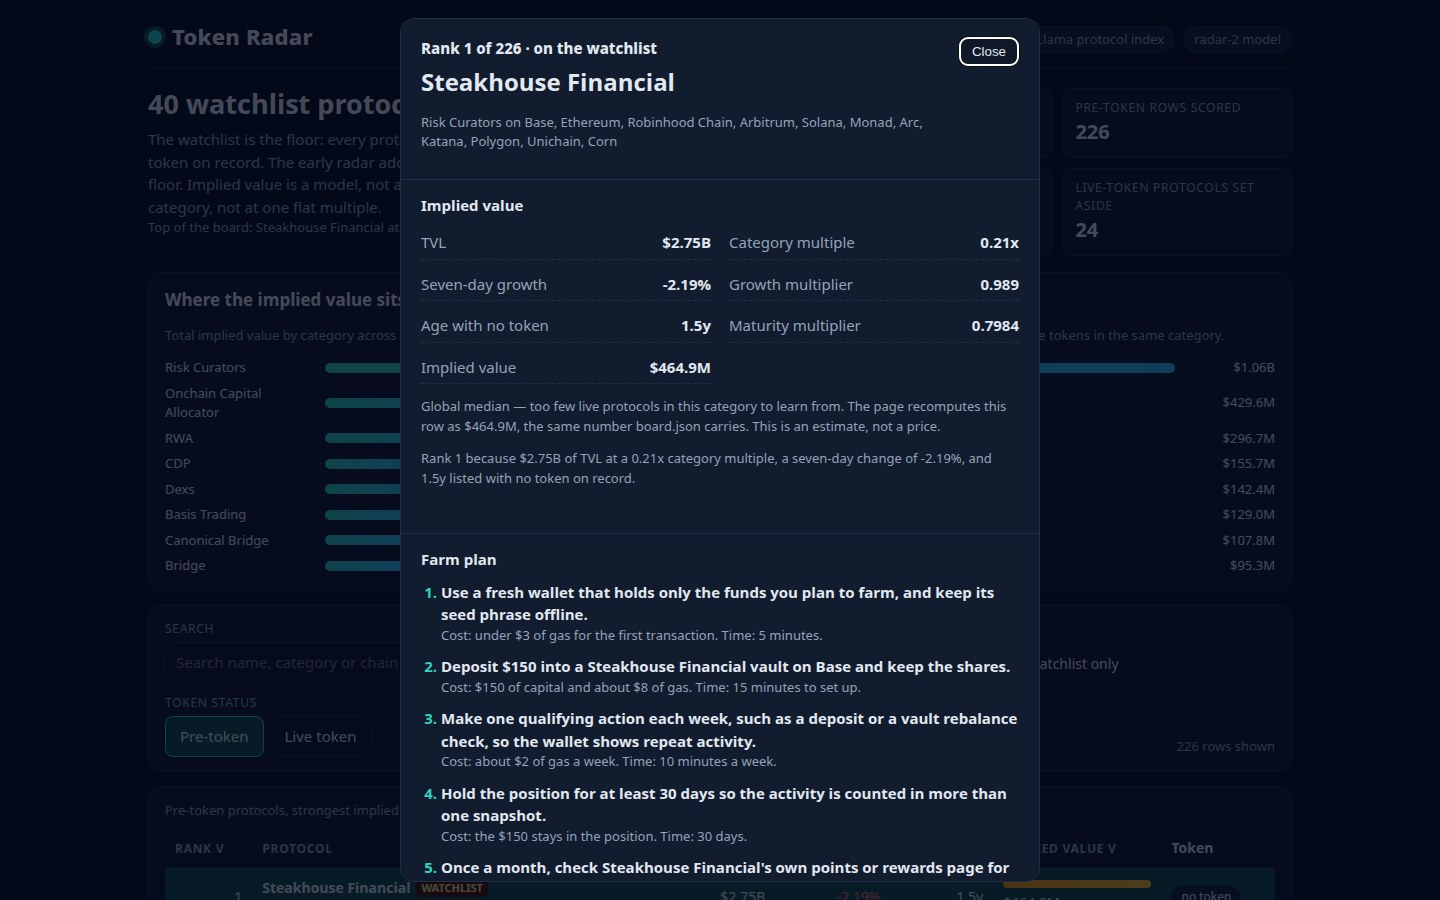 Token Radar
Llama protocol index
radar-2 model
40 watchlist protoc
The watchlist is the floor: every prot
token on record. The early radar add
floor. Implied value is a model, not a
category, not at one flat multiple.
Top of the board: Steakhouse Financial at
PRE-TOKEN ROWS SCORED
226
LIVE-TOKEN PROTOCOLS SET
ASIDE
24
Where the implied value sits
Total implied value by category across
e tokens in the same category.
Risk Curators
$1.06B
Onchain Capital
Allocator
$429.6M
RWA
$296.7M
CDP
$155.7M
Dexs
$142.4M
Basis Trading
$129.0M
Canonical Bridge
$107.8M
Bridge
$95.3M
SEARCH
Search name, category or chain
atchlist only
TOKEN STATUS
Pre-token
Live token
226 rows shown
Pre-token protocols, strongest implied
RANK V
PROTOCOL
ED VALUE V
Token
1
Steakhouse Financial
WATCHLIST
$2.75B
-2.19%
1.5y
no token
Rank 1 of 226 · on the watchlist
Close
Steakhouse Financial
Risk Curators on Base, Ethereum, Robinhood Chain, Arbitrum, Solana, Monad, Arc,
Katana, Polygon, Unichain, Corn
Implied value
TVL $2.75B Category multiple 0.21x
Seven-day growth -2.19% Growth multiplier 0.989
Age with no token 1.5y Maturity multiplier 0.7984
Implied value $464.9M
Global median — too few live protocols in this category to learn from. The page recomputes this
row as $464.9M, the same number board.json carries. This is an estimate, not a price.
Rank 1 because $2.75B of TVL at a 0.21x category multiple, a seven-day change of -2.19%, and
1.5y listed with no token on record.
Farm plan
1. Use a fresh wallet that holds only the funds you plan to farm, and keep its
seed phrase offline.
Cost: under $3 of gas for the first transaction. Time: 5 minutes.
2. Deposit $150 into a Steakhouse Financial vault on Base and keep the shares.
Cost: $150 of capital and about $8 of gas. Time: 15 minutes to set up.
3. Make one qualifying action each week, such as a deposit or a vault rebalance
check, so the wallet shows repeat activity.
Cost: about $2 of gas a week. Time: 10 minutes a week.
4. Hold the position for at least 30 days so the activity is counted in more than
one snapshot.
Cost: the $150 stays in the position. Time: 30 days.
5. Once a month, check Steakhouse Financial's own points or rewards page for